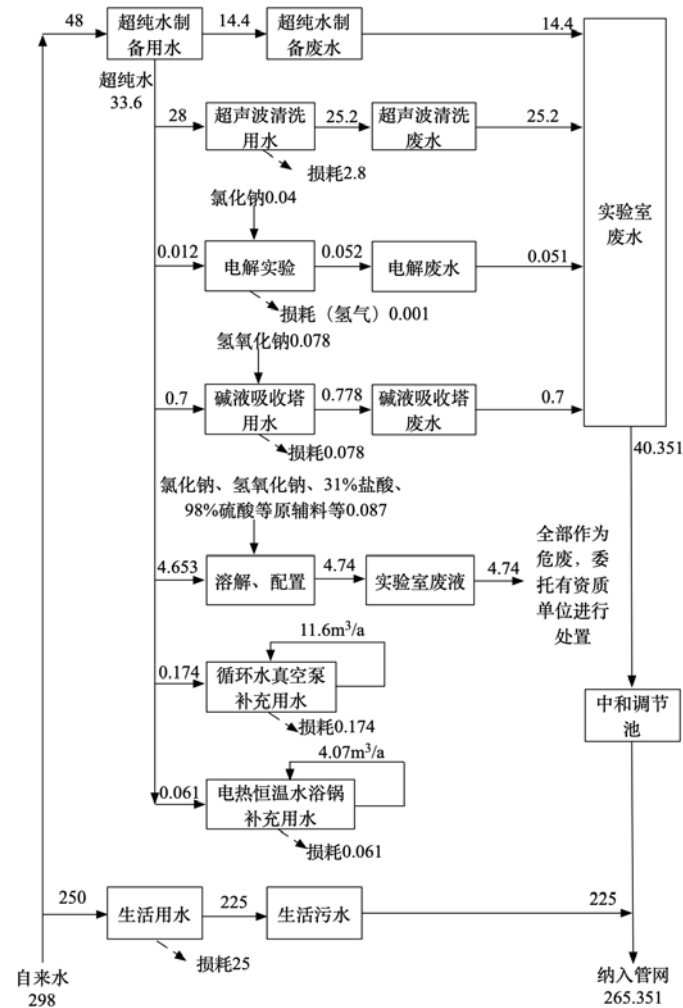 48
超纯水制
备用水
14.4
超纯水制
备废水
14.4
超纯水
33.6
28
超声波清洗
用水
25.2
超声波清洗
废水
25.2
损耗2.8
氯化钠0.04
实验室
废水
0.012
电解实验
0.052
电解废水
0.051
损耗（氢气）0.001
氢氧化钠0.078
0.7
碱液吸收塔
用水
0.778
碱液吸收塔
废水
0.7
损耗0.078
40.351
氯化钠、氢氧化钠、31%盐酸、
98%硫酸等原辅料等0.087
4.653
溶解、配置
4.74
实验室废液
4.74
全部作为
危废，委
托有资质
单位进行
处置
11.6m³/a
0.174
循环水真空泵
补充用水
损耗0.174
中和调节
池
4.07m³/a
0.061
电热恒温水浴锅
补充用水
损耗0.061
250
生活用水
225
生活污水
225
损耗25
自来水
298
纳入管网
265.351